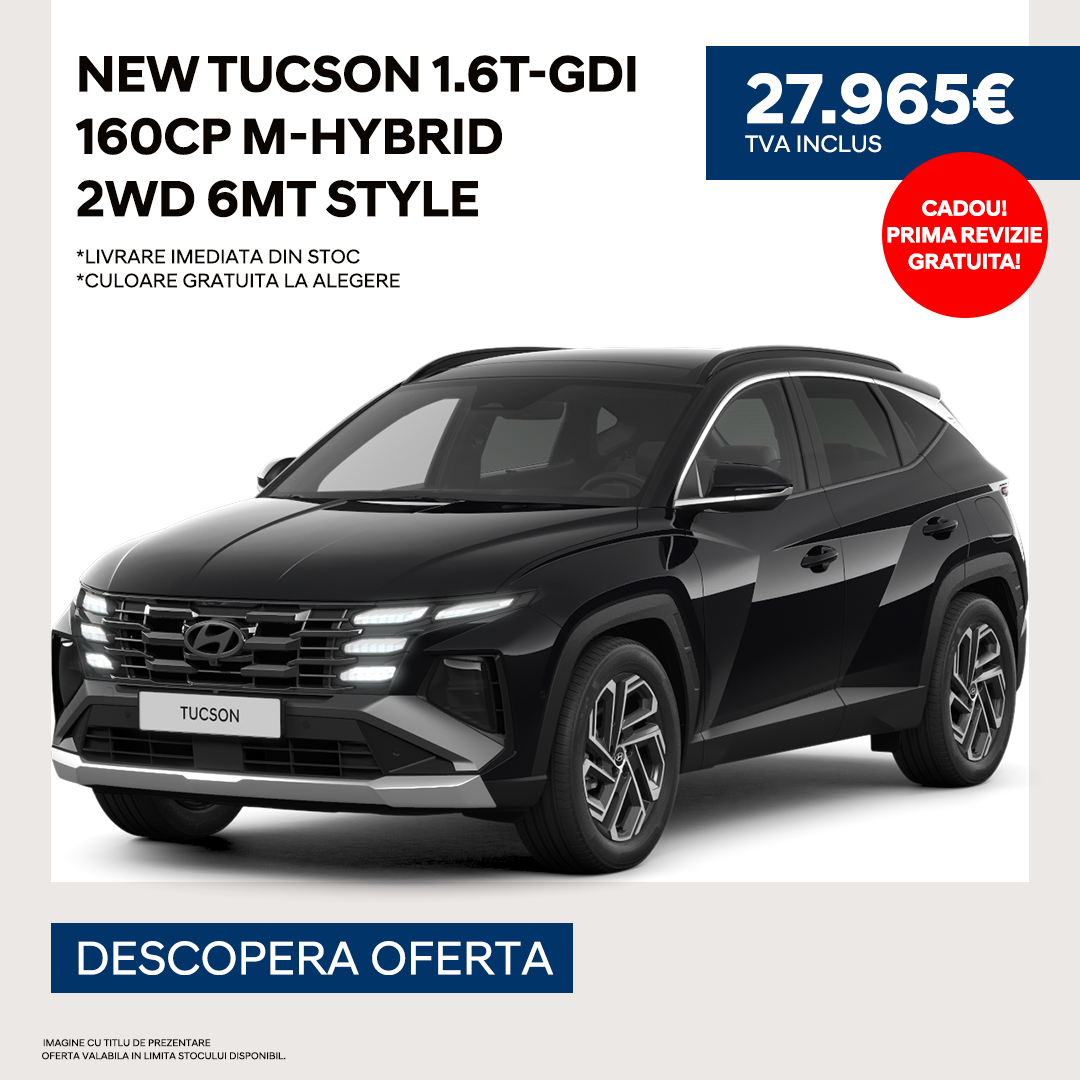 NEW TUCSON 1.6T-GDI
160CP M-HYBRID
2WD 6MT STYLE
*LIVRARE IMEDIATA DIN STOC
*CULOARE GRATUITA LA ALEGERE
27.965€
TVA INCLUS
CADOU!
PRIMA REVIZIE
GRATUITA!
TUCSON
DESCOPERA OFERTA
IMAGINE CU TITLU DE PREZENTARE
OFERTA VALABILA IN LIMITA STOCULUI DISPONIBIL.